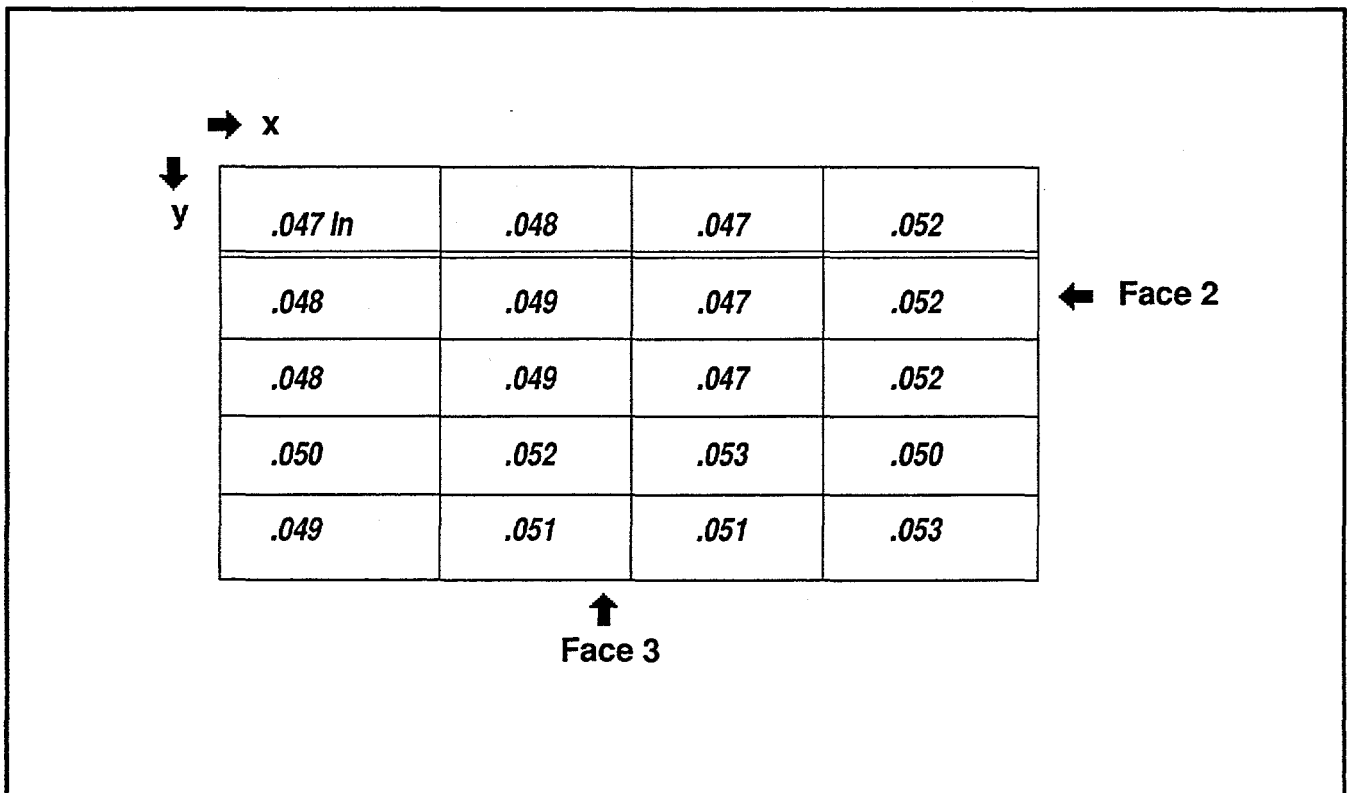 x
y
.047 In .048 .047 .052
.048 .049 .047 .052
Face 2
.048 .049 .047 .052
.050 .052 .053 .050
.049 .051 .051 .053
Face 3